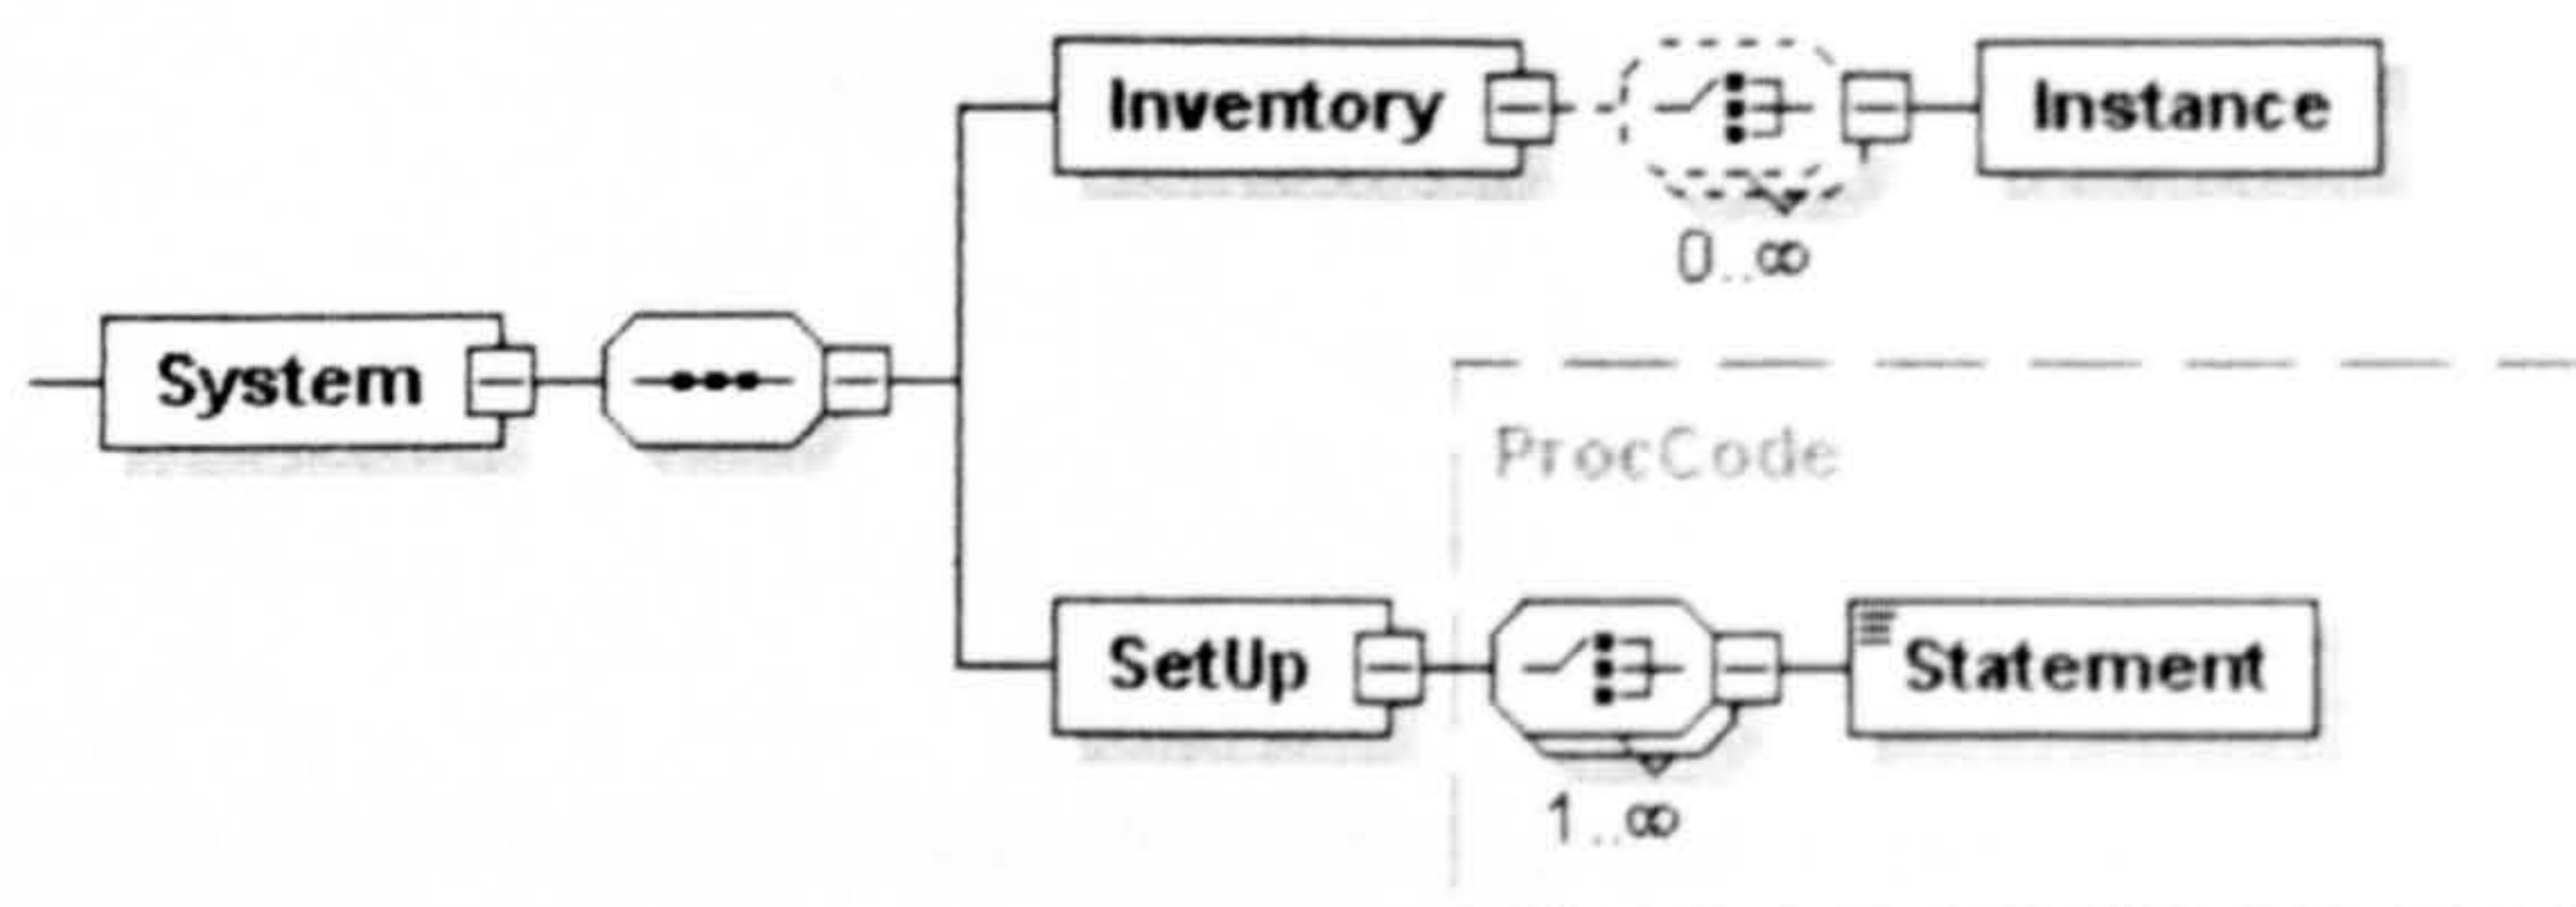 Inventory
Instance
0..∞
System
ProcCode
SetUp
Statement
1..∞